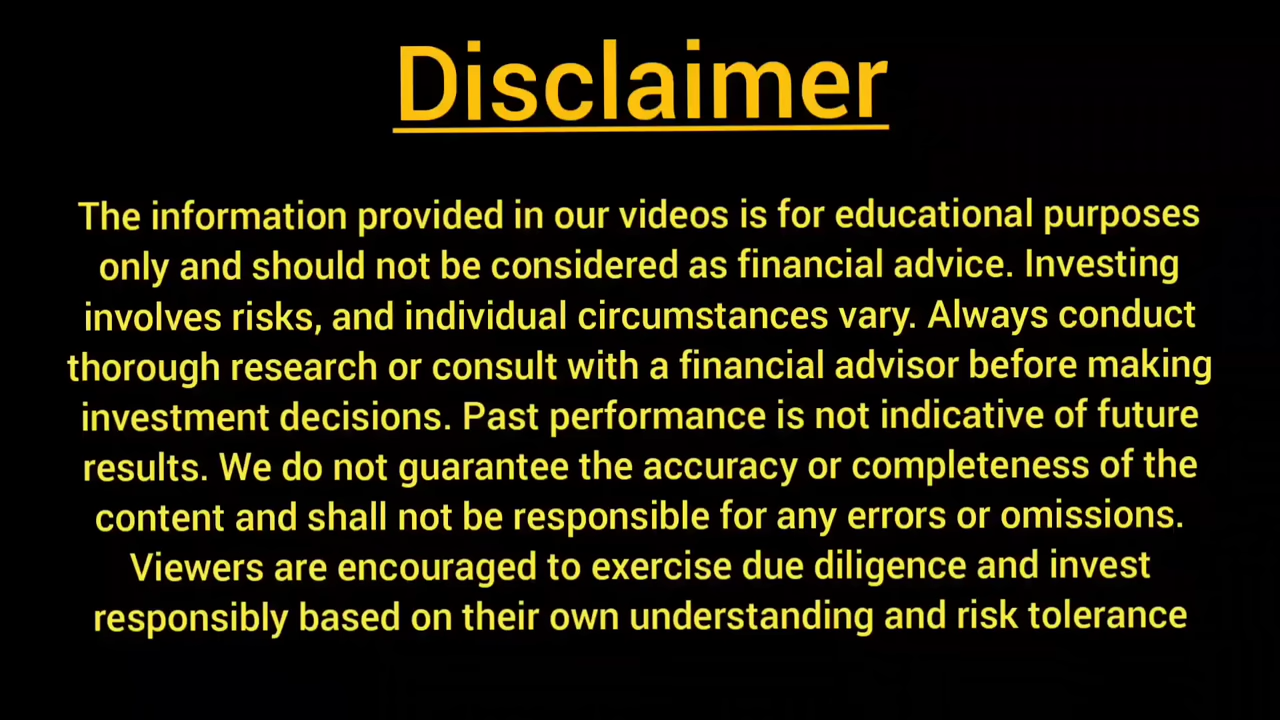 Disclaimer
The information provided in our videos is for educational purposes
only and should not be considered as financial advice. Investing
involves risks, and individual circumstances vary. Always conduct
thorough research or consult with a financial advisor before making
investment decisions. Past performance is not indicative of future
results. We do not guarantee the accuracy or completeness of the
content and shall not be responsible for any errors or omissions.
Viewers are encouraged to exercise due diligence and invest
responsibly based on their own understanding and risk tolerance